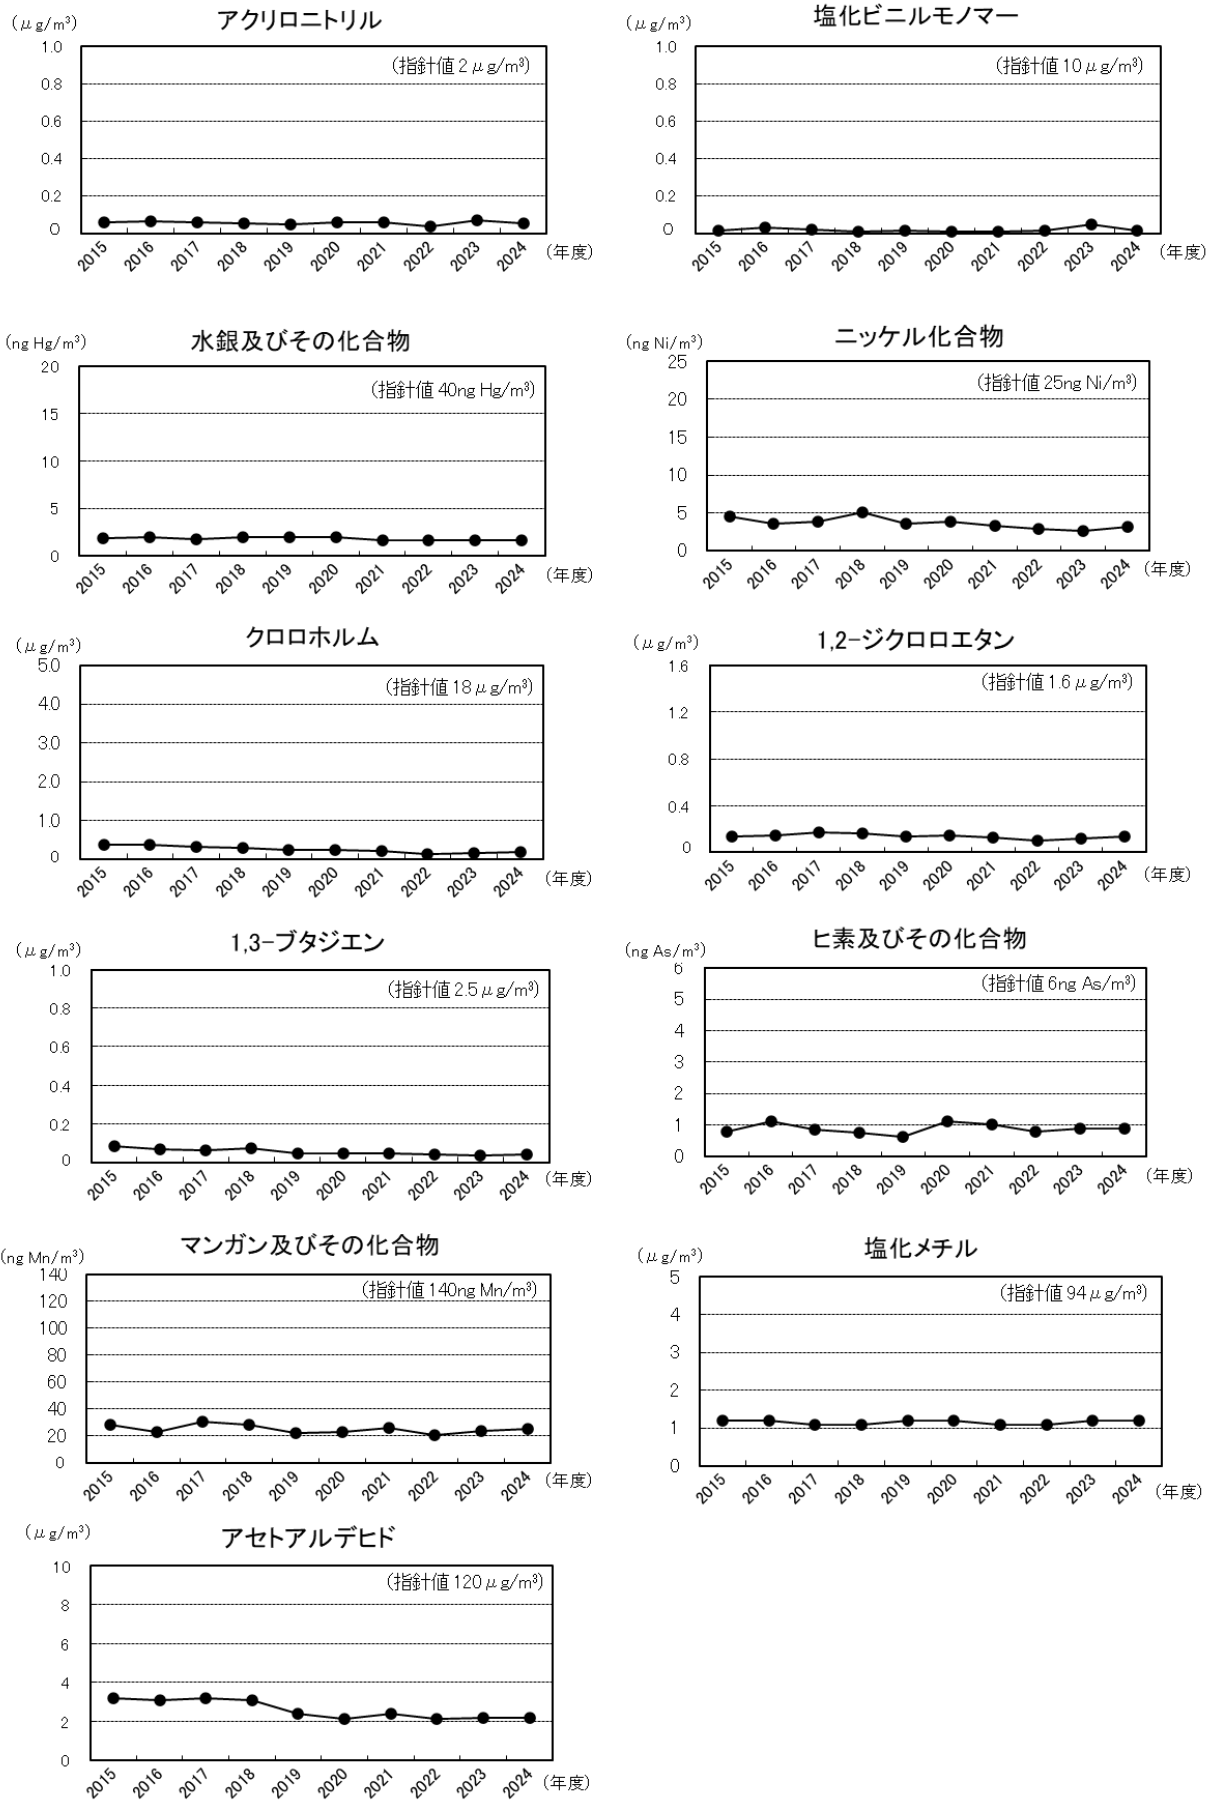 アクリロニトリル
(μg/m³)
(指針値 2μg/m³)
1.0
0.8
0.6
0.4
0.2
0
2015 2016 2017 2018 2019 2020 2021 2022 2023 2024 (年度)
塩化ビニルモノマー
(μg/m³)
(指針値 10μg/m³)
1.0
0.8
0.6
0.4
0.2
0
2015 2016 2017 2018 2019 2020 2021 2022 2023 2024 (年度)
水銀及びその化合物
(ng Hg/m³)
(指針値 40ng Hg/m³)
20
15
10
5
0
2015 2016 2017 2018 2019 2020 2021 2022 2023 2024 (年度)
ニッケル化合物
(ng Ni/m³)
(指針値 25ng Ni/m³)
25
20
15
10
5
0
2015 2016 2017 2018 2019 2020 2021 2022 2023 2024 (年度)
クロロホルム
(μg/m³)
(指針値 18μg/m³)
5.0
4.0
3.0
2.0
1.0
0
2015 2016 2017 2018 2019 2020 2021 2022 2023 2024 (年度)
1,2-ジクロロエタン
(μg/m³)
(指針値 1.6μg/m³)
1.6
1.2
0.8
0.4
0
2015 2016 2017 2018 2019 2020 2021 2022 2023 2024 (年度)
1,3-ブタジエン
(μg/m³)
(指針値 2.5μg/m³)
1.0
0.8
0.6
0.4
0.2
0
2015 2016 2017 2018 2019 2020 2021 2022 2023 2024 (年度)
ヒ素及びその化合物
(ng As/m³)
(指針値 6ng As/m³)
6
5
4
3
2
1
0
2015 2016 2017 2018 2019 2020 2021 2022 2023 2024 (年度)
マンガン及びその化合物
(ng Mn/m³)
(指針値 140ng Mn/m³)
140
120
100
80
60
40
20
0
2015 2016 2017 2018 2019 2020 2021 2022 2023 2024 (年度)
塩化メチル
(μg/m³)
(指針値 94μg/m³)
5
4
3
2
1
0
2015 2016 2017 2018 2019 2020 2021 2022 2023 2024 (年度)
アセトアルデヒド
(μg/m³)
(指針値 120μg/m³)
10
8
6
4
2
0
2015 2016 2017 2018 2019 2020 2021 2022 2023 2024 (年度)